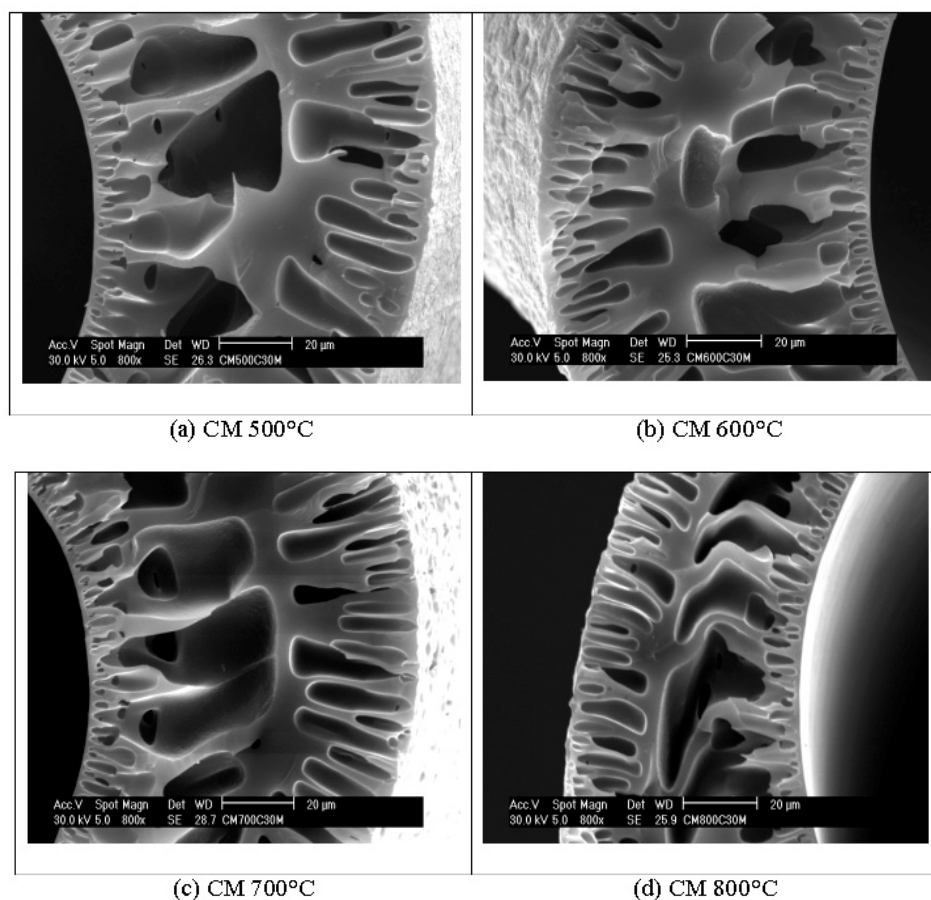 Acc.V Spot Magn Det WD 20 µm
30.0 kV 5.0 800x SE 26.3 CM500C30M
Acc.V Spot Magn Det WD 20 µm
30.0 kV 5.0 800x SE 25.3 CM600C30M
(a) CM 500°C
(b) CM 600°C
Acc.V Spot Magn Det WD 20 µm
30.0 kV 5.0 800x SE 28.7 CM700C30M
Acc.V Spot Magn Det WD 20 µm
30.0 kV 5.0 800x SE 25.9 CM800C30M
(c) CM 700°C
(d) CM 800°C